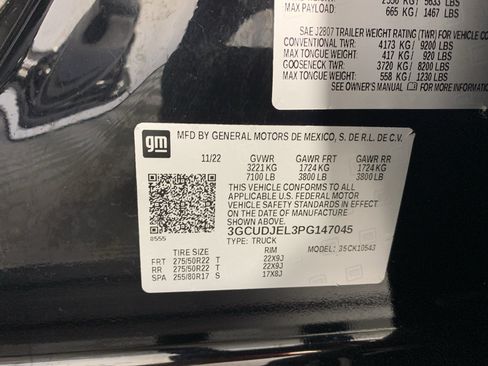 2556 KG / 5633 LBS
MAX PAYLOAD
665 KG / 1467 LBS
SAE J2807 TRAILER WEIGHT RATING (TWR) FOR VEHICLE CO
CONVENTIONAL TWR: 4173 KG / 9200 LBS
MAX TONGUE WEIGHT: 417 KG / 920 LBS
GOOSENECK TWR: 3720 KG / 8200 LBS
MAX TONGUE WEIGHT: 558 KG / 1230 LBS
SEE OWNER'S MANUAL FOR MORE INFORMATION
gm
MFD BY GENERAL MOTORS DE MEXICO, S. DE R.L. DE C.V.
11/22 GVWR GAWR FRT GAWR RR
3221 KG 1724 KG 1724 KG
7100 LB 3800 LB 3800 LB
THIS VEHICLE CONFORMS TO ALL APPLICABLE
U.S. FEDERAL MOTOR
VEHICLE SAFETY STANDARDS IN EFFECT ON THE
DATE OF MANUFACTURE SHOWN ABOVE.
3GCUDJEL3PG147045
8555 TYPE: TRUCK MODEL: 35CK10543
TIRE SIZE RIM
FRT 275/50R22 T 22X9J
RR 275/50R22 T 22X9J
SPA 255/80R17 S 17X8J